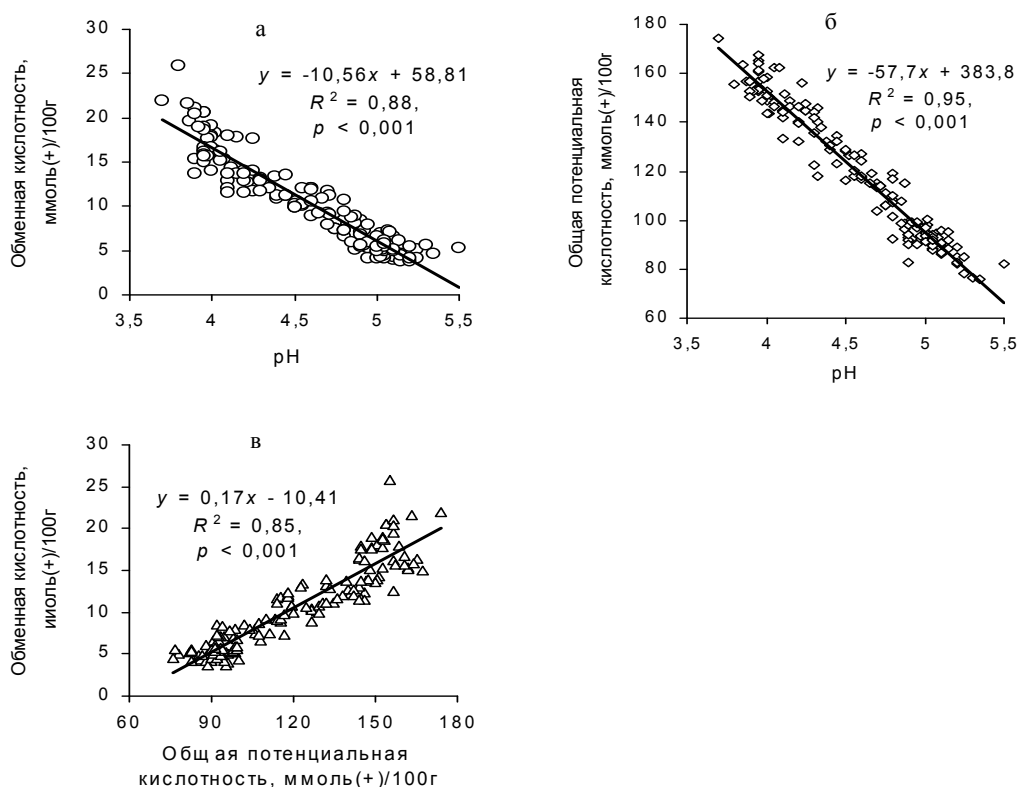 а
Обменная кислотность,
ммоль(+)/100г
30
25
20
15
10
5
0
y = -10,56x + 58,81
R² = 0,88,
p < 0,001
3,5 4 4,5 5 5,5
pH
б
Общая потенциальная
кислотность, ммоль(+)/100г
180
160
140
120
100
80
60
y = -57,7x + 383,8
R² = 0,95,
p < 0,001
3,5 4 4,5 5 5,5
pH
в
Обменная кислотность,
ииоль(+)/100г
30
25
20
15
10
5
0
y = 0,17x - 10,41
R² = 0,85,
p < 0,001
60 90 120 150 180
Общая потенциальная
кислотность, ммоль(+)/100г